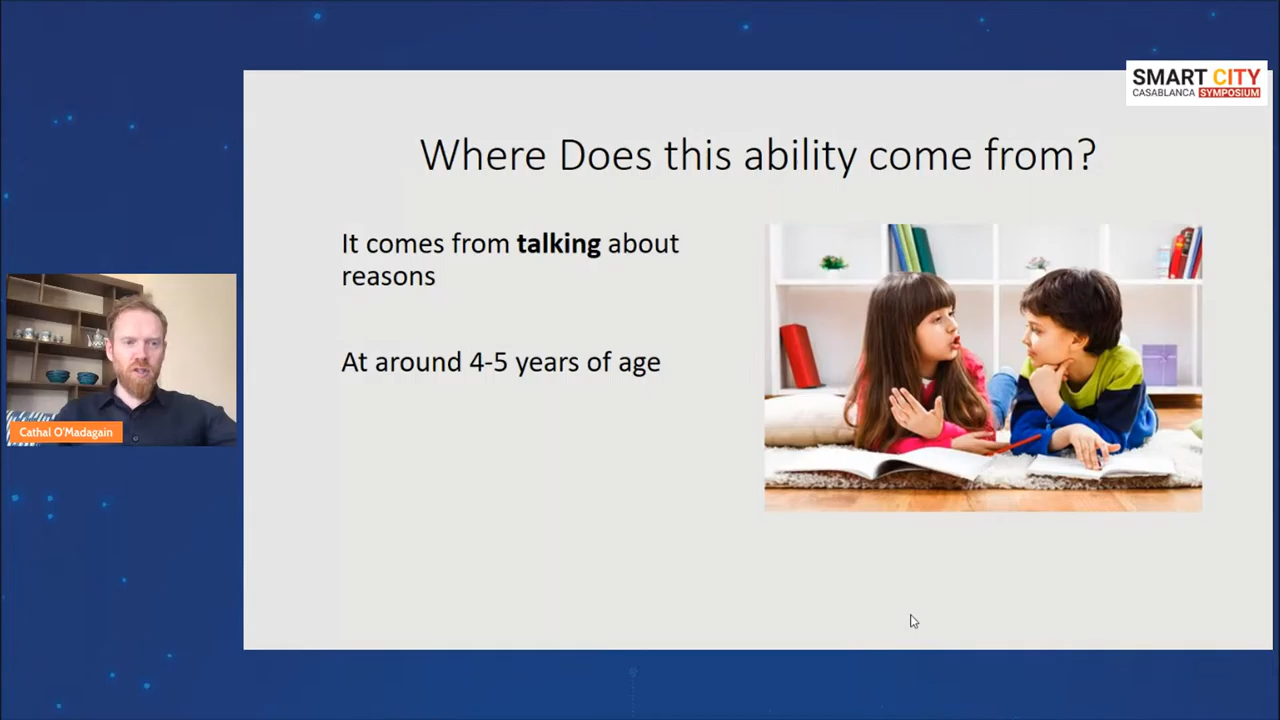 SMART CITY
CASABLANCA SYMPOSIUM
Where Does this ability come from?
It comes from talking about
reasons
At around 4-5 years of age
Cathal O'Madagain